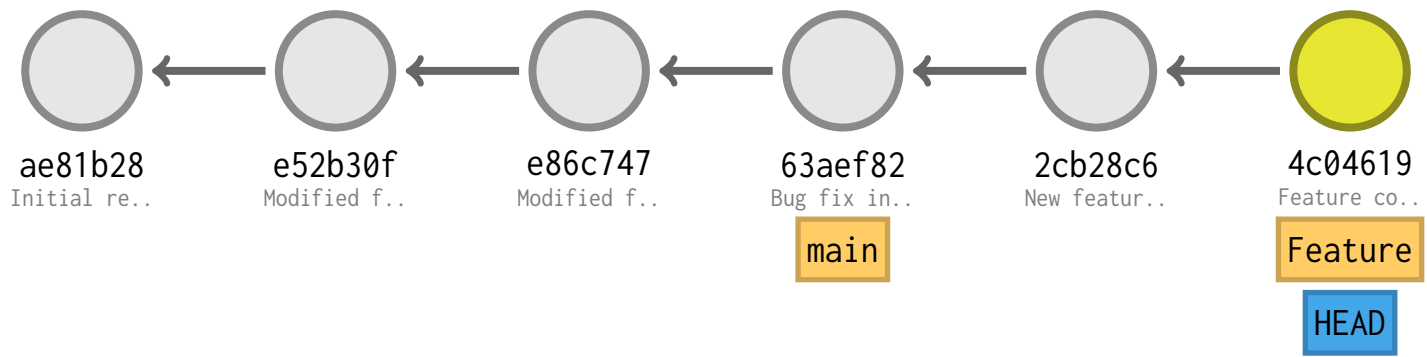 ae81b28 e52b30f e86c747 63aef82 2cb28c6 4c04619
Initial re.. Modified f.. Modified f.. Bug fix in.. New featur.. Feature co..
main Feature
HEAD